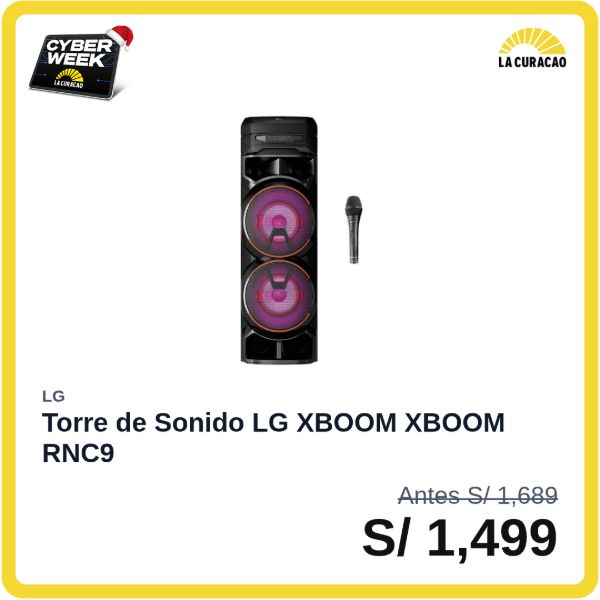 CYBER
WEEK
LA CURACAO
LA CURACAO
LG
Torre de Sonido LG XBOOM XBOOM
RNC9
Antes S/ 1,689
S/ 1,499